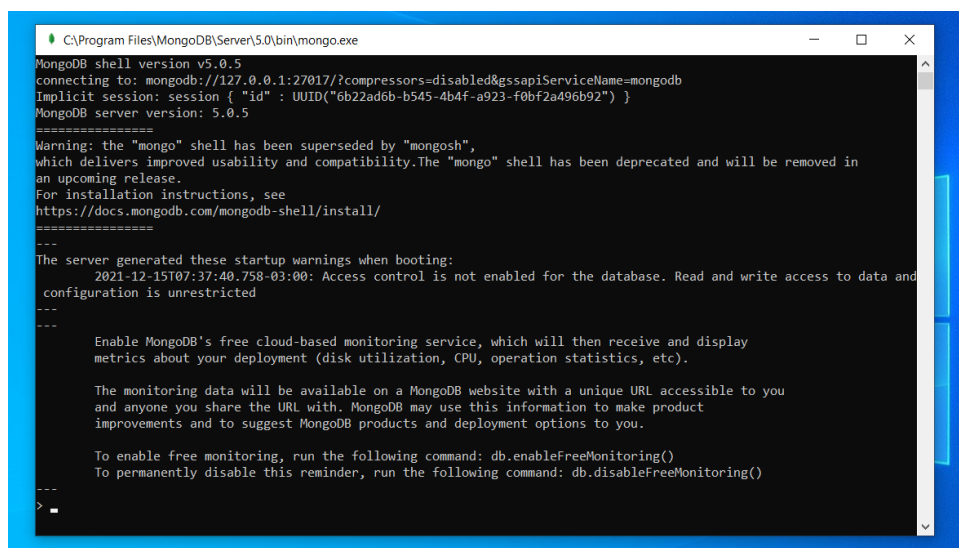 C:\Program Files\MongoDB\Server\5.0\bin\mongo.exe
MongoDB shell version v5.0.5
connecting to: mongodb://127.0.0.1:27017/?compressors=disabled&gssapiServiceName=mongodb
Implicit session: session { "id" : UUID("6b22ad6b-b545-4b4f-a923-f0bf2a496b92") }
MongoDB server version: 5.0.5
================
Warning: the "mongo" shell has been superseded by "mongosh",
which delivers improved usability and compatibility.The "mongo" shell has been deprecated and will be removed in
an upcoming release.
For installation instructions, see
https://docs.mongodb.com/mongodb-shell/install/
================
---
The server generated these startup warnings when booting:
2021-12-15T07:37:40.758-03:00: Access control is not enabled for the database. Read and write access to data and
configuration is unrestricted
---
---
Enable MongoDB's free cloud-based monitoring service, which will then receive and display
metrics about your deployment (disk utilization, CPU, operation statistics, etc).
The monitoring data will be available on a MongoDB website with a unique URL accessible to you
and anyone you share the URL with. MongoDB may use this information to make product
improvements and to suggest MongoDB products and deployment options to you.
To enable free monitoring, run the following command: db.enableFreeMonitoring()
To permanently disable this reminder, run the following command: db.disableFreeMonitoring()
---
>